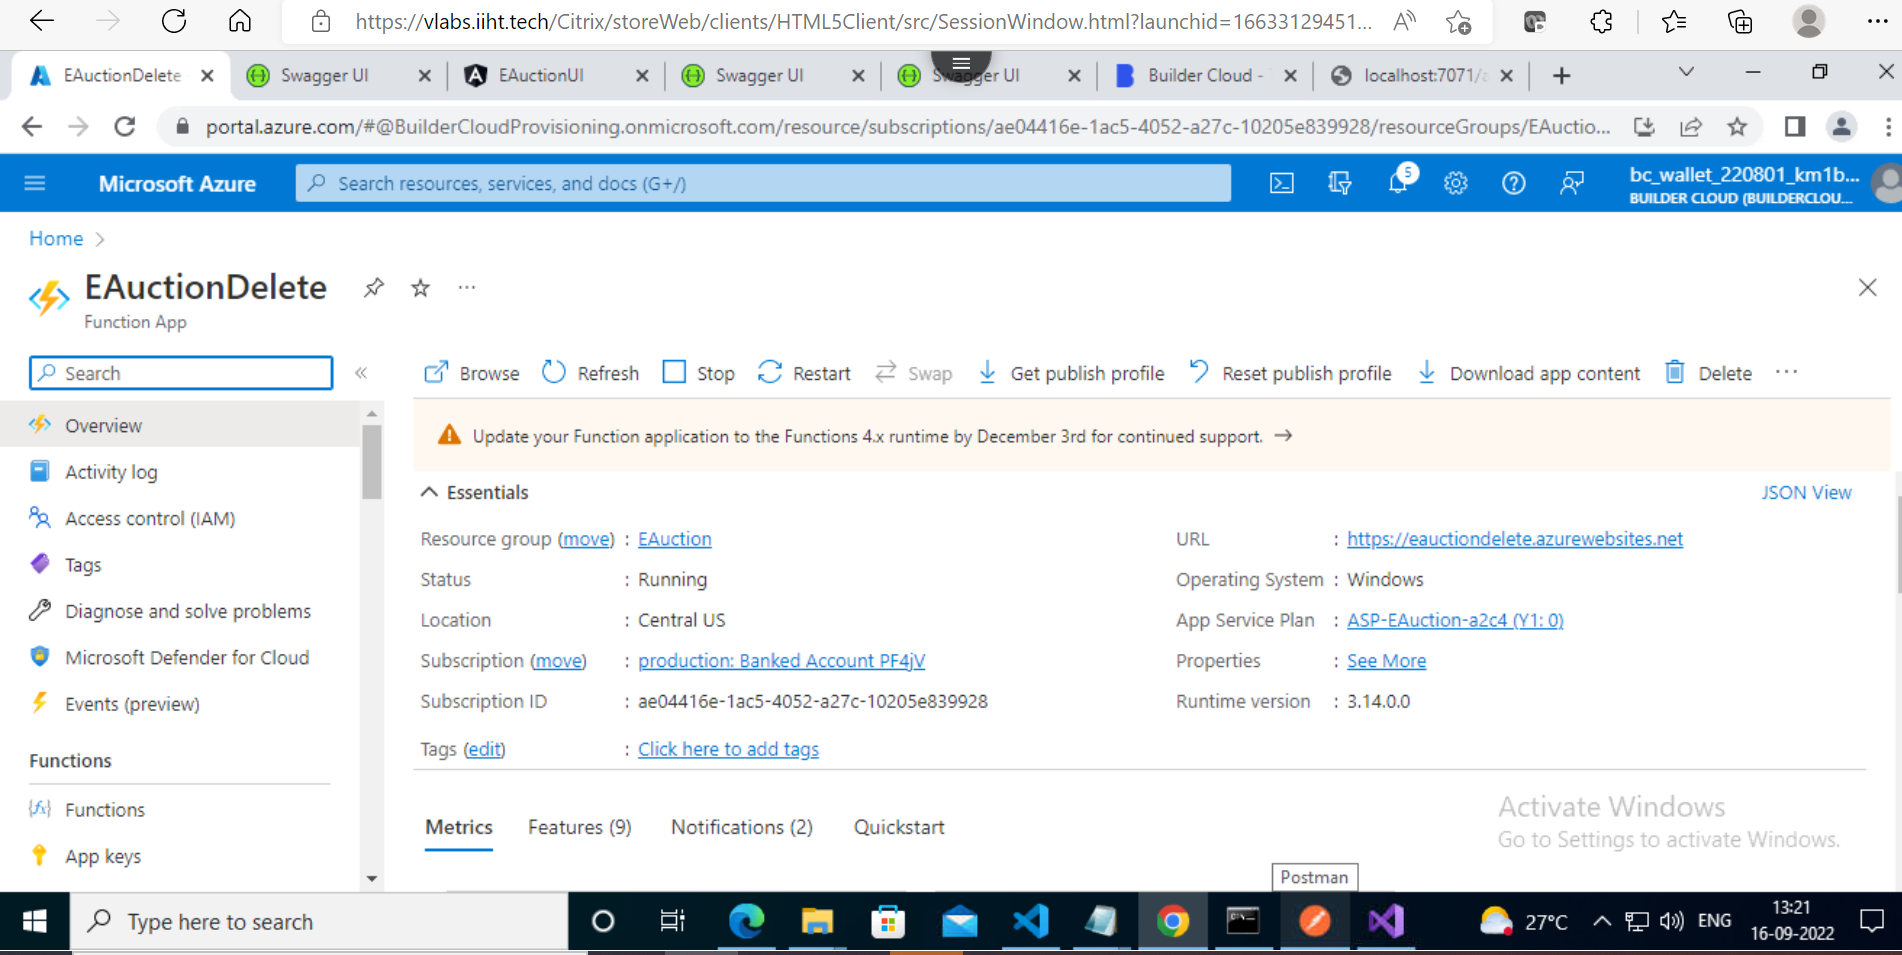 https://vlabs.iiht.tech/Citrix/storeWeb/clients/HTML5Client/src/SessionWindow.html?launchid=16633129451...
EAuctionDelete
Swagger UI
EAuctionUI
Swagger UI
Swagger UI
Builder Cloud -
localhost:7071/a
portal.azure.com/#@BuilderCloudProvisioning.onmicrosoft.com/resource/subscriptions/ae04416e-1ac5-4052-a27c-10205e839928/resourceGroups/EAuctio...
Microsoft Azure
Search resources, services, and docs (G+/)
5
bc_wallet_220801_km1b...
BUILDER CLOUD (BUILDERCLOU...
Home
EAuctionDelete
Function App
Search
Browse
Refresh
Stop
Restart
Swap
Get publish profile
Reset publish profile
Download app content
Delete
Overview
Activity log
Access control (IAM)
Tags
Diagnose and solve problems
Microsoft Defender for Cloud
Events (preview)
Functions
Functions
App keys
Update your Function application to the Functions 4.x runtime by December 3rd for continued support.
Essentials
JSON View
Resource group (move) : EAuction
Status : Running
Location : Central US
Subscription (move) : production: Banked Account PF4jV
Subscription ID : ae04416e-1ac5-4052-a27c-10205e839928
Tags (edit) : Click here to add tags
URL : https://eauctiondelete.azurewebsites.net
Operating System : Windows
App Service Plan : ASP-EAuction-a2c4 (Y1: 0)
Properties : See More
Runtime version : 3.14.0.0
Metrics
Features (9)
Notifications (2)
Quickstart
Activate Windows
Go to Settings to activate Windows.
Postman
Type here to search
27°C
ENG
13:21
16-09-2022